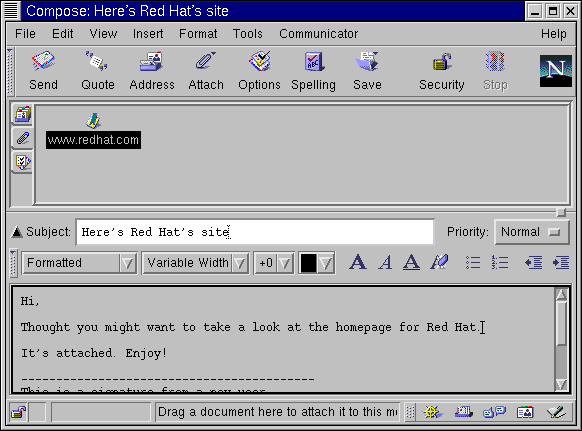 Compose: Here's Red Hat's site
File Edit View Insert Format Tools Communicator Help
Send Quote Address Attach Options Spelling Save Security Stop
N
www.redhat.com
Subject: Here's Red Hat's site Priority: Normal
Formatted Variable Width +0 A A A
Hi,
Thought you might want to take a look at the homepage for Red Hat.
It's attached. Enjoy!
------------------------------------------
This is a signature from a new user
Drag a document here to attach it to this m